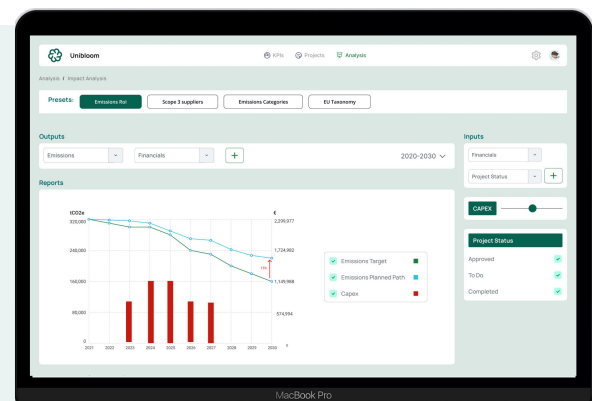 Unibloom
KPIs
Projects
Analysis
Analysis / Impact Analysis
Presets:
Emissions RoI
Scope 3 suppliers
Emissions Categories
EU Taxonomy
Outputs
Emissions
Financials
+
2020-2030
Reports
tCO2e
€
320,000
2,299,977
240,000
1,724,982
160,000
1,149,988
80,000
574,994
0
0
2021 2022 2023 2024 2025 2026 2027 2028 2029 2030
Emissions Target
Emissions Planned Path
Capex
Inputs
Financials
Project Status
+
CAPEX
Project Status
Approved
To Do
Completed
MacBook Pro